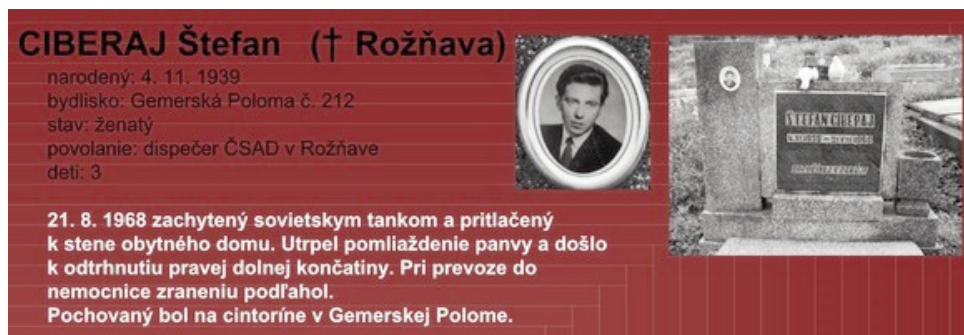 CIBERAJ Štefan († Rožňava)
narodený: 4. 11. 1939
bydlisko: Gemerská Poloma č. 212
stav: ženatý
povolanie: dispečer ČSAD v Rožňave
deti: 3
21. 8. 1968 zachytený sovietskym tankom a pritlačený
k stene obytného domu. Utrpel pomliaždenie panvy a došlo
k odtrhnutiu pravej dolnej končatiny. Pri prevoze do
nemocnice zraneniu podľahol.
Pochovaný bol na cintoríne v Gemerskej Polome.
ŠTEFAN CIBERAJ